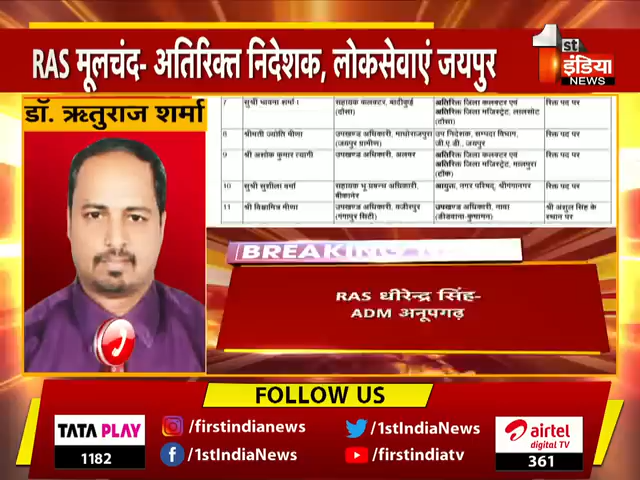 RAS मूलचंद- अतिरिक्त निदेशक, लोकसेवाएं जयपुर
1st
इंडिया
NEWS
डॉ. ऋतुराज शर्मा
7 सुश्री भावना शर्मा I सहायक कलक्टर, बांदीकुई (दौसा) अतिरिक्त जिला कलक्टर एवं अतिरिक्त जिला मजिस्ट्रेट, लालसोट (दौसा) रिक्त पद पर
8 श्रीमती ज्योति मीणा उपखण्ड अधिकारी, माधोराजपुरा (जयपुर ग्रामीण) उप निदेशक, सम्पदा विभाग, जी.ए.डी., जयपुर रिक्त पद पर
9 श्री अशोक कुमार त्यागी उपखण्ड अधिकारी, अलवर अतिरिक्त जिला कलक्टर एवं अतिरिक्त जिला मजिस्ट्रेट, मालपुरा (टोंक) रिक्त पद पर
10 सुश्री सुशीला वर्मा सहायक भू प्रबन्ध अधिकारी, बीकानेर आयुक्त, नगर परिषद, श्रीगंगानगर रिक्त पद पर
11 श्री विश्वामित्र मीणा उपखण्ड अधिकारी, वजीरपुर (गंगापुर सिटी) उपखण्ड अधिकारी, नावा (डीडवाना-कुचामन) श्री अंशुल सिंह के स्थान पर
BREAKING
RAS धीरेन्द्र सिंह-
ADM अनूपगढ़
FOLLOW US
TATA PLAY
1182
/firstindianews
/1stIndiaNews
/1stIndiaNews
/firstindiatv
airtel
digital TV
361